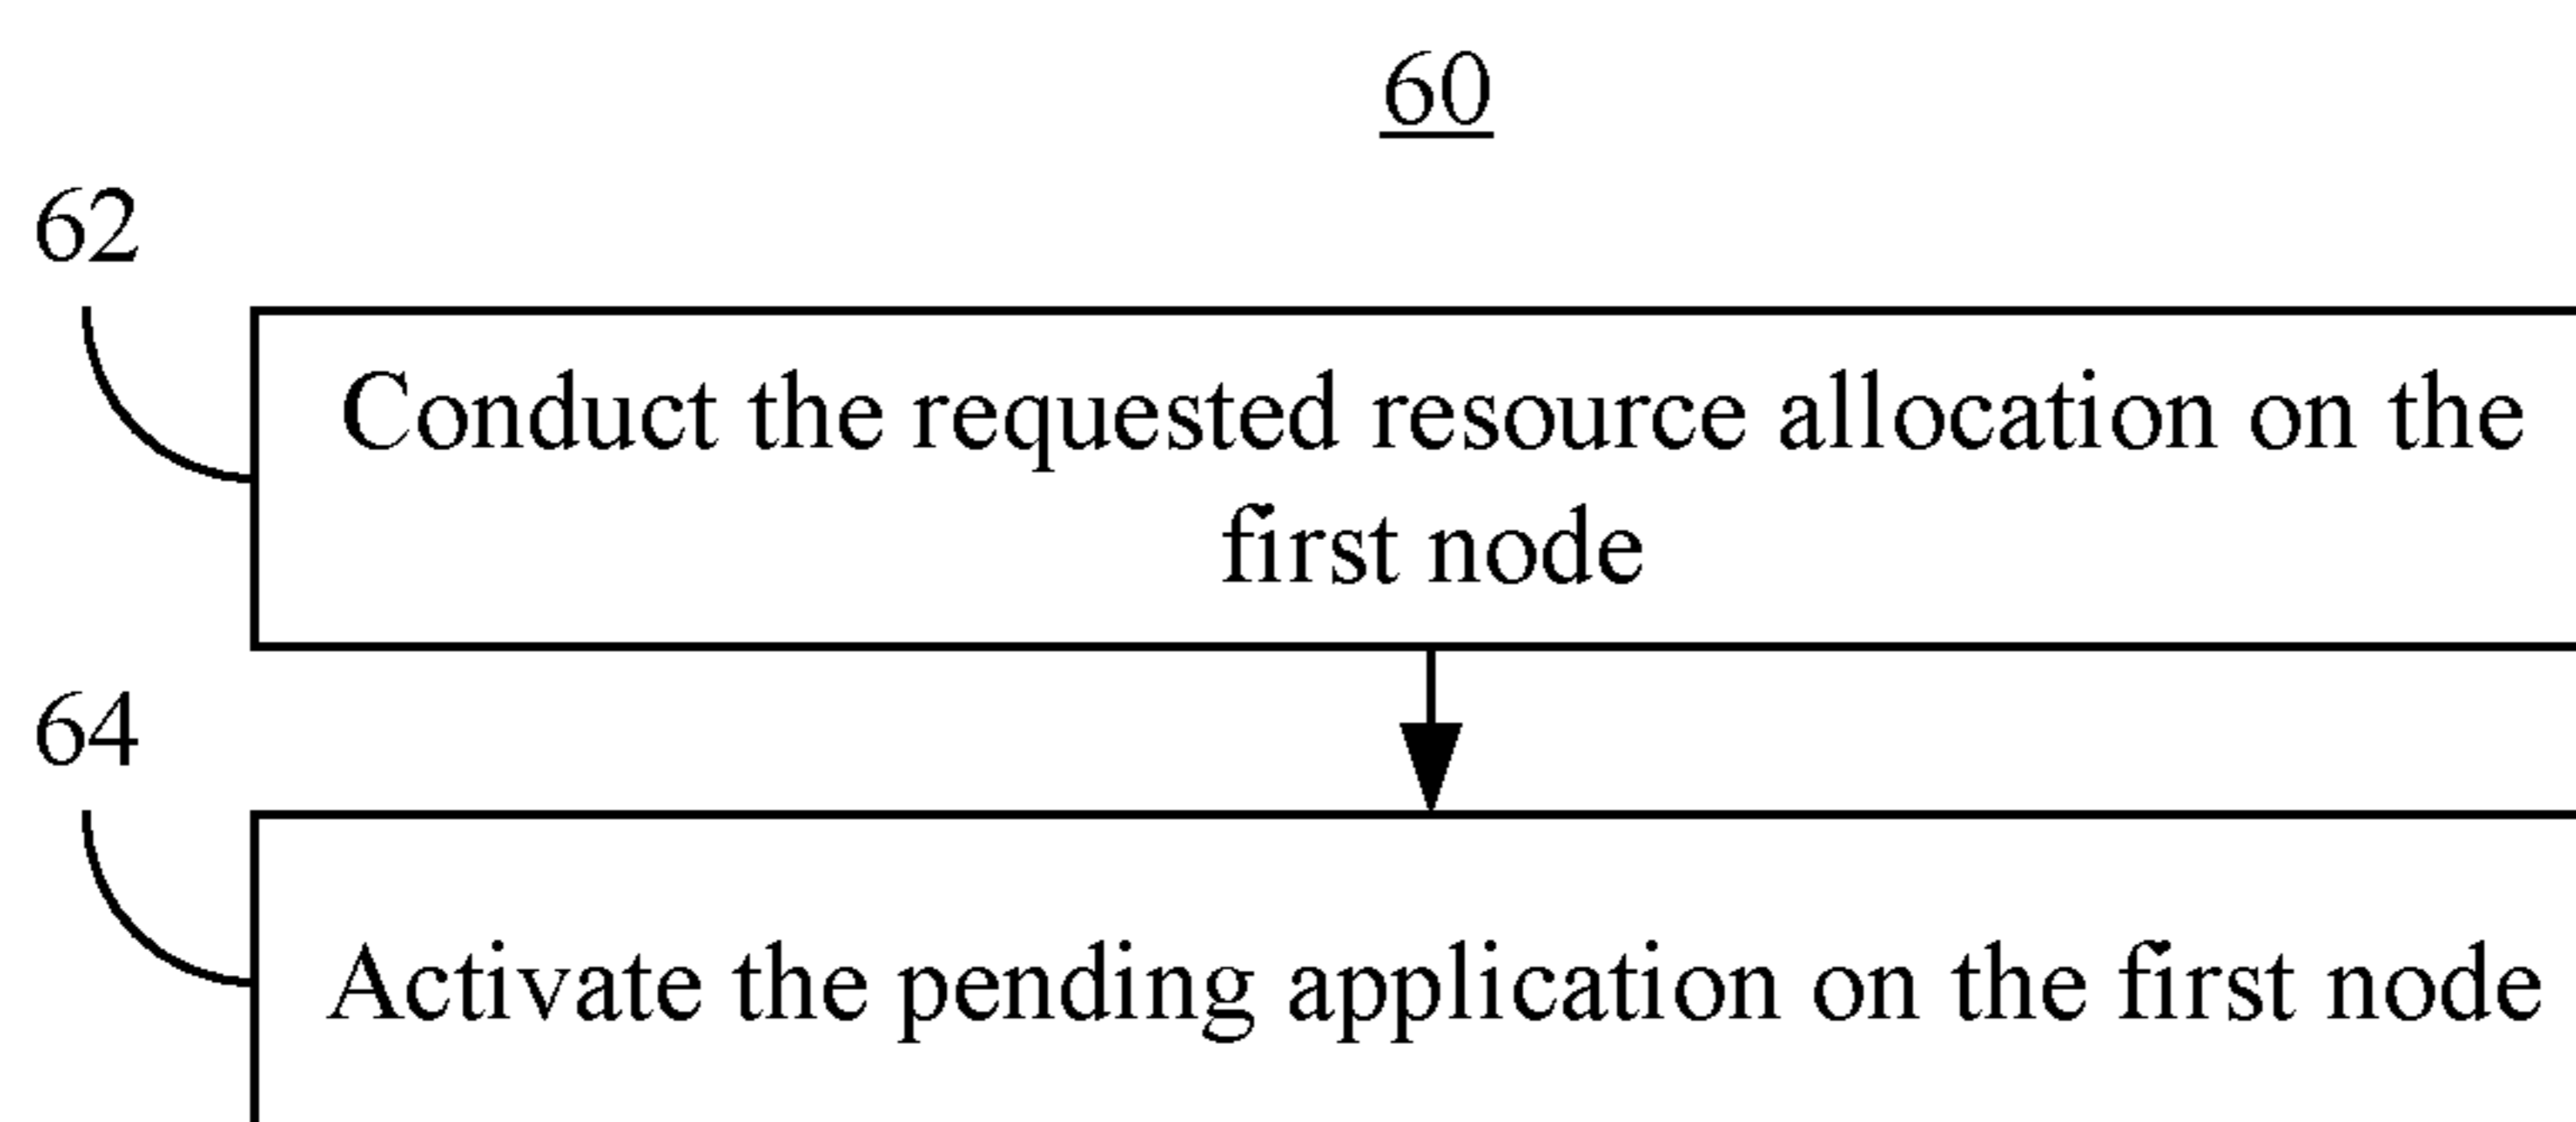 60
62
Conduct the requested resource allocation on the
first node
64
Activate the pending application on the first node